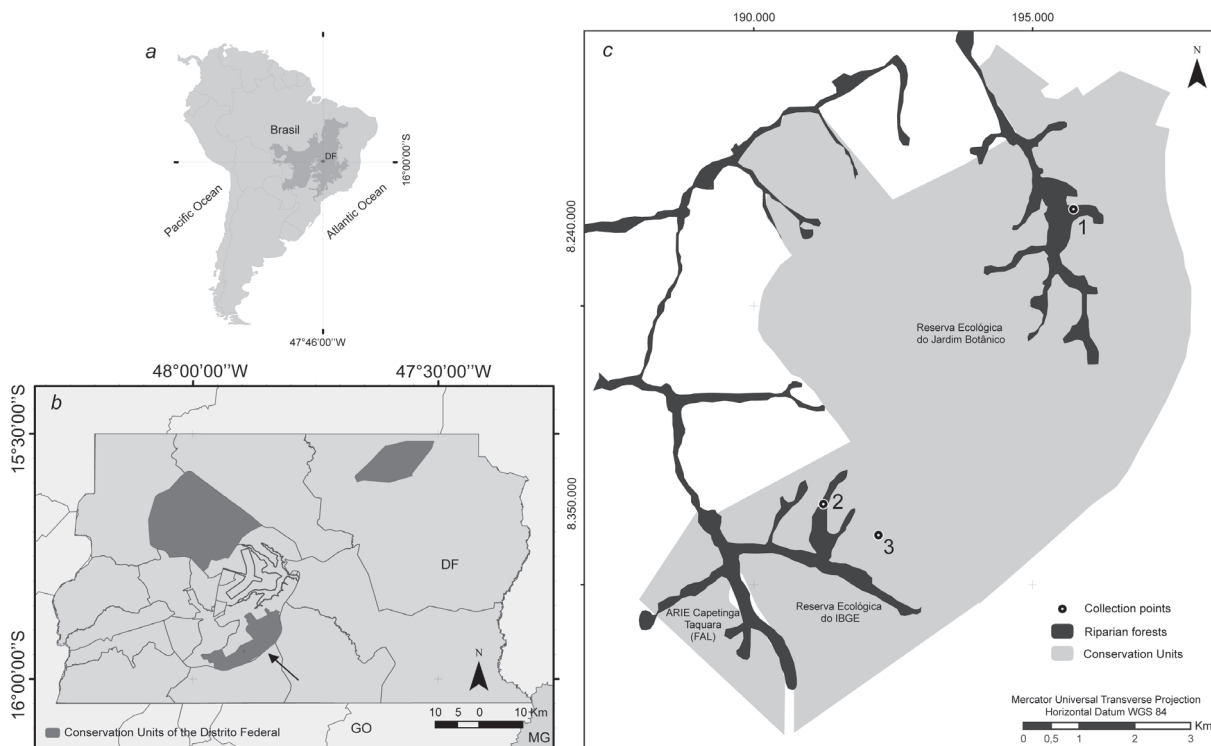 a
Brasil
DF
16°00'00''S
Pacific Ocean
Atlantic Ocean
47°46'00''W
48°00'00''W
47°30'00''W
b
15°30'00''S
16°00'00''S
DF
N
10 5 0 10 Km
GO
MG
Conservation Units of the Distrito Federal
190.000
195.000
c
N
8.240.000
8.350.000
1
Reserva Ecológica
do Jardim Botânico
2
3
ARIE Capetinga
Taquara
(FAL)
Reserva Ecológica
do IBGE
Collection points
Riparian forests
Conservation Units
Mercator Universal Transverse Projection
Horizontal Datum WGS 84
Km
0 0,5 1 2 3